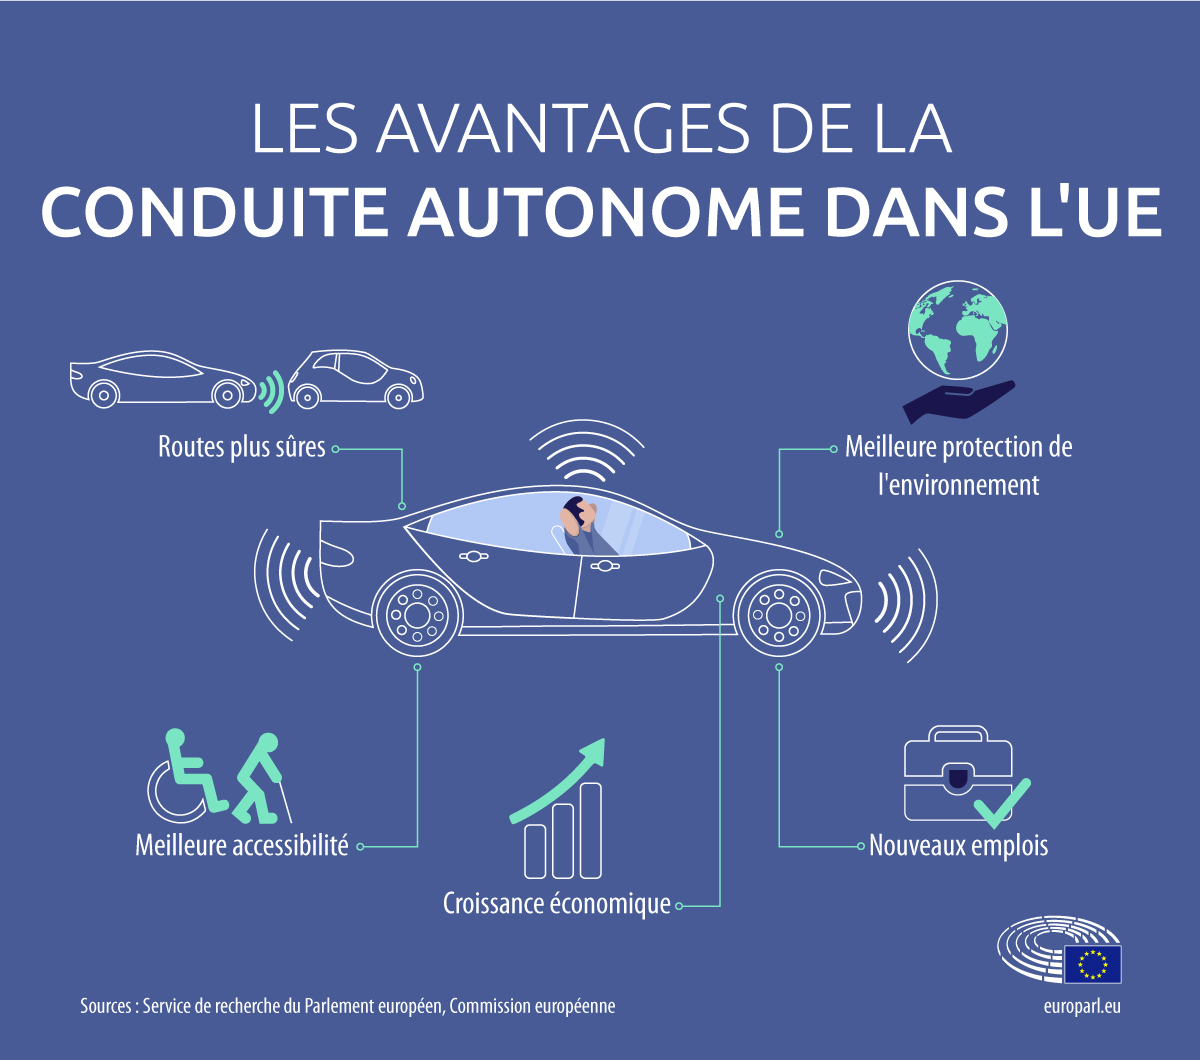 LES AVANTAGES DE LA
CONDUITE AUTONOME DANS L'UE
Routes plus sûres
Meilleure protection de
l'environnement
Meilleure accessibilité
Croissance économique
Nouveaux emplois
Sources : Service de recherche du Parlement européen, Commission européenne
europarl.eu